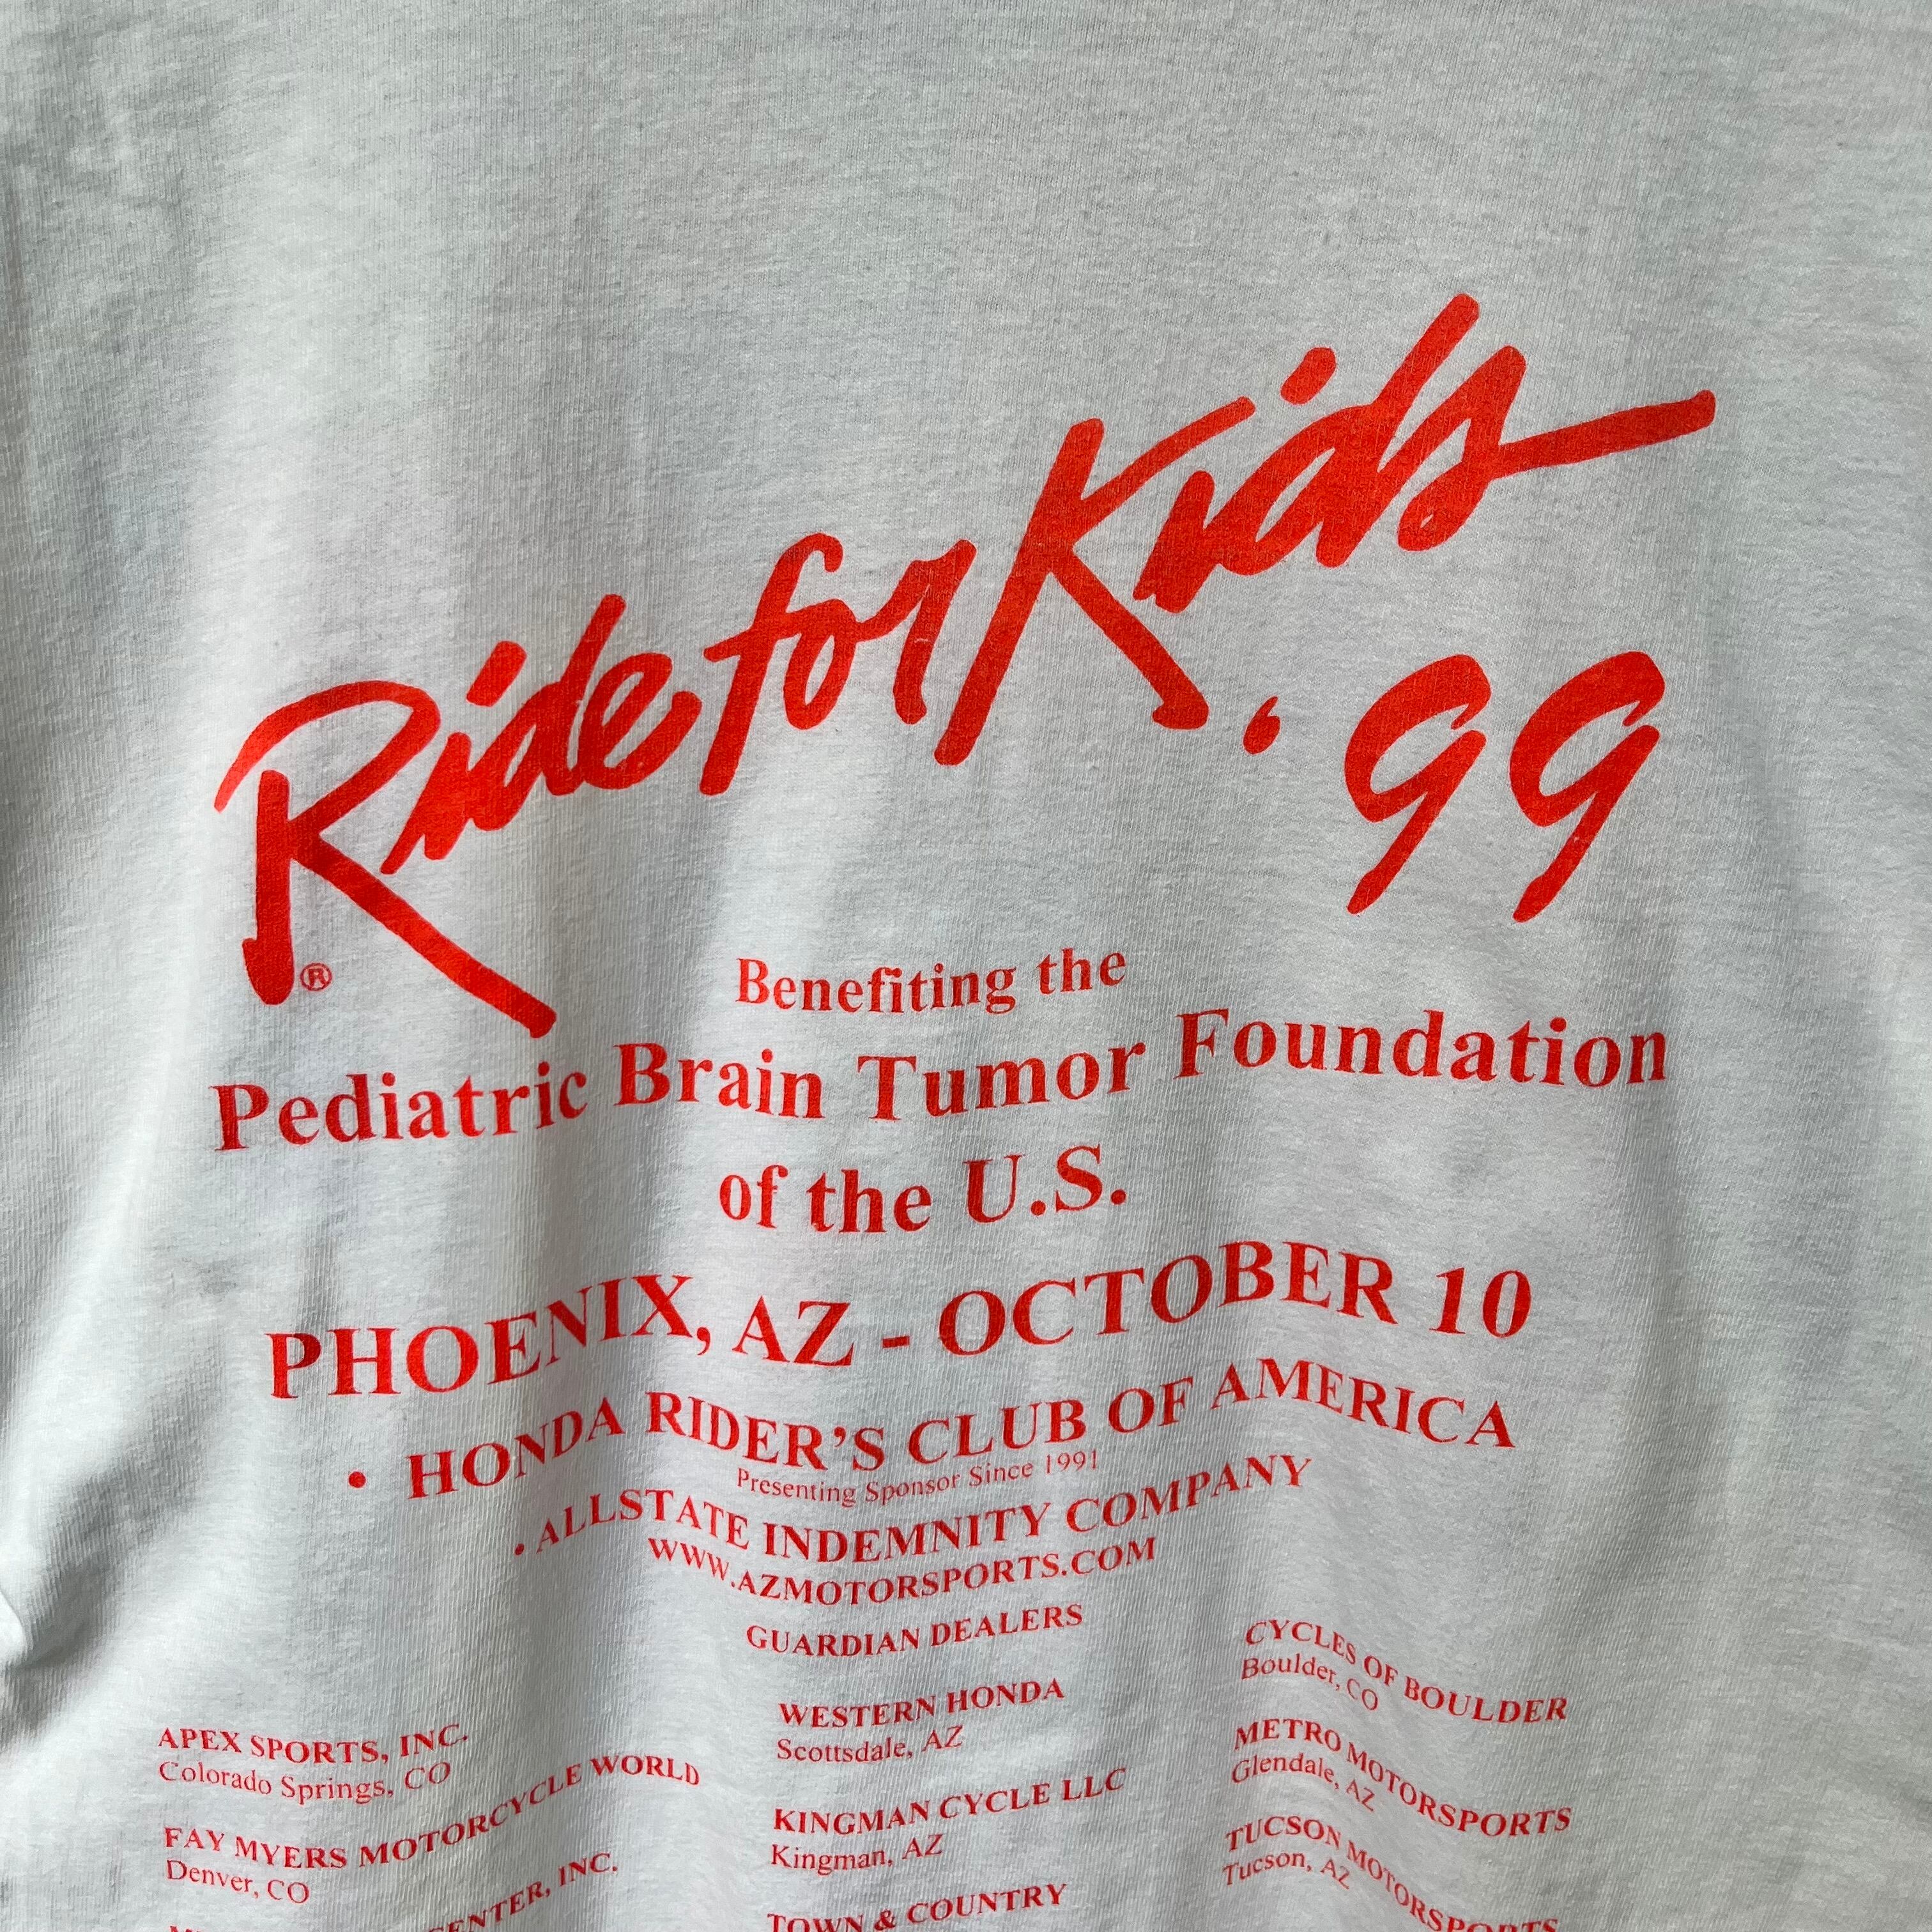 Ride for Kids
'99
®
Benefiting the
Pediatric Brain Tumor Foundation
of the U.S.
PHOENIX, AZ - OCTOBER 10
• HONDA RIDER'S CLUB OF AMERICA
Presenting Sponsor Since 1991
• ALLSTATE INDEMNITY COMPANY
WWW.AZMOTORSPORTS.COM
GUARDIAN DEALERS
APEX SPORTS, INC.
Colorado Springs, CO
FAY MYERS MOTORCYCLE WORLD
Denver, CO
CENTER, INC.
WESTERN HONDA
Scottsdale, AZ
KINGMAN CYCLE LLC
Kingman, AZ
TOWN & COUNTRY
CYCLES OF BOULDER
Boulder, CO
METRO MOTORSPORTS
Glendale, AZ
TUCSON MOTORSPORTS
Tucson, AZ